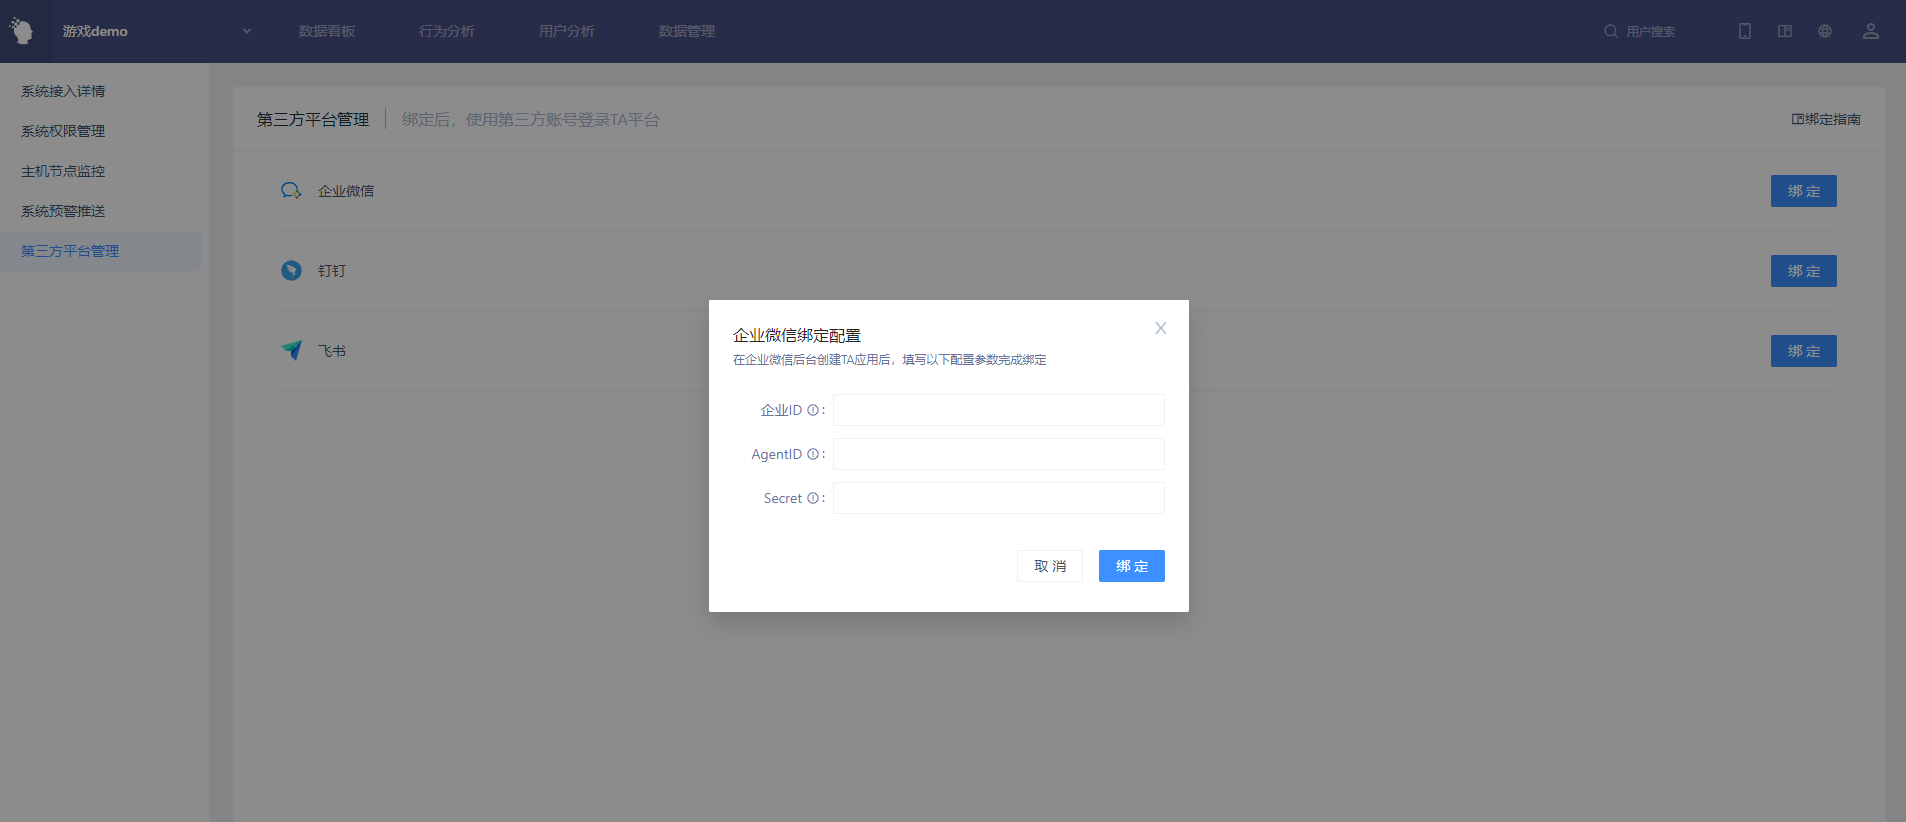 游戏demo
数据看板
行为分析
用户分析
数据管理
用户搜索
系统接入详情
系统权限管理
主机节点监控
系统预警推送
第三方平台管理
第三方平台管理
绑定后，使用第三方账号登录TA平台
绑定指南
企业微信
绑 定
钉钉
绑 定
飞书
绑 定
企业微信绑定配置
在企业微信后台创建TA应用后，填写以下配置参数完成绑定
企业ID :
AgentID :
Secret :
取 消
绑 定